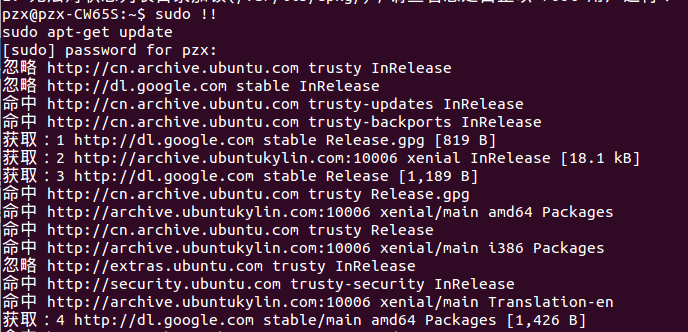 pzx@pzx-CW65S:~$ sudo !!
sudo apt-get update
[sudo] password for pzx:
忽略 http://cn.archive.ubuntu.com trusty InRelease
忽略 http://dl.google.com stable InRelease
命中 http://cn.archive.ubuntu.com trusty-updates InRelease
命中 http://cn.archive.ubuntu.com trusty-backports InRelease
获取：1 http://dl.google.com stable Release.gpg [819 B]
获取：2 http://archive.ubuntukylin.com:10006 xenial InRelease [18.1 kB]
获取：3 http://dl.google.com stable Release [1,189 B]
命中 http://cn.archive.ubuntu.com trusty Release.gpg
命中 http://archive.ubuntukylin.com:10006 xenial/main amd64 Packages
命中 http://cn.archive.ubuntu.com trusty Release
命中 http://archive.ubuntukylin.com:10006 xenial/main i386 Packages
忽略 http://extras.ubuntu.com trusty InRelease
命中 http://security.ubuntu.com trusty-security InRelease
命中 http://archive.ubuntukylin.com:10006 xenial/main Translation-en
获取：4 http://dl.google.com stable/main amd64 Packages [1,426 B]